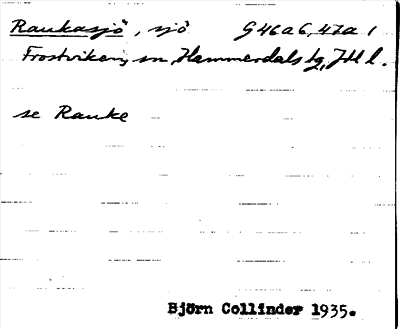 Raukasjö, sjö G46a6, 47a1
Frostvikens sn, Hammerdals tg, Jtl l.
se Rauke
Björn Collinder 1935.